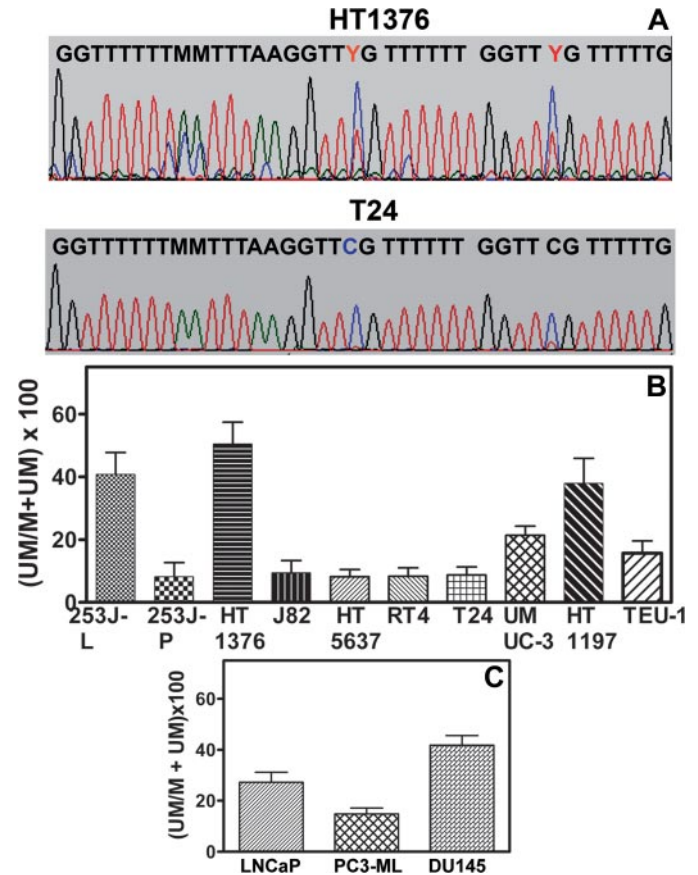 HT1376
A
GGTTTTTTMMTTTAAGGTTYG TTTTTT GGTT YG TTTTTG
T24
GGTTTTTTMMTTTAAGGTTCG TTTTTT GGTT CG TTTTTG
B
(UM/M+UM) x 100
60
40
20
0
253J- 253J- HT J82 HT RT4 T24 UM HT TEU-1
L P 1376 5637 UC-3 1197
C
(UM/M + UM)x100
60
40
20
0
LNCaP PC3-ML DU145